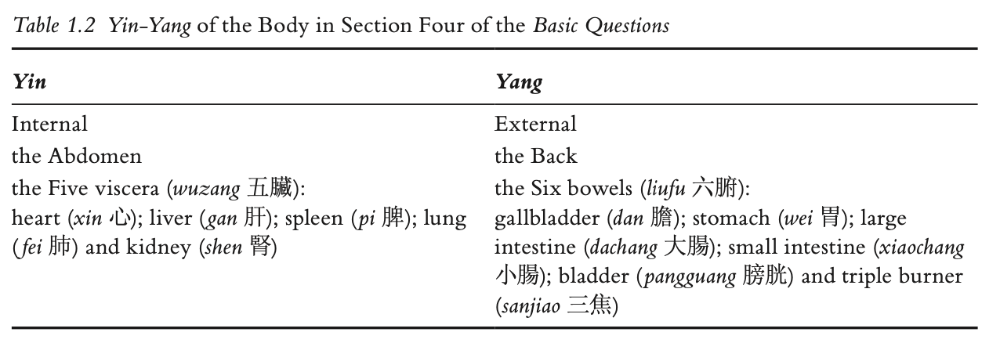 Table 1.2 Yin-Yang of the Body in Section Four of the Basic Questions
Yin
Yang
Internal
External
the Abdomen
the Back
the Five viscera (wuzang 五臟):
heart (xin 心); liver (gan 肝); spleen (pi 脾); lung
(fei 肺) and kidney (shen 腎)
the Six bowels (liufu 六腑):
gallbladder (dan 膽); stomach (wei 胃); large
intestine (dachang 大腸); small intestine (xiaochang
小腸); bladder (pangguang 膀胱) and triple burner
(sanjiao 三焦)